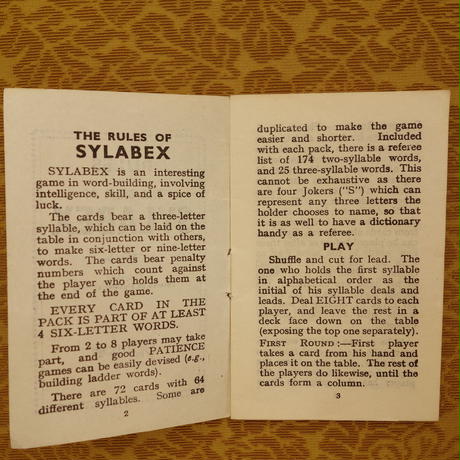 THE RULES OF
SYLABEX
SYLABEX is an interesting
game in word-building, involving
intelligence, skill, and a spice of
luck.
The cards bear a three-letter
syllable, which can be laid on the
table in conjunction with others,
to make six-letter or nine-letter
words. The cards bear penalty
numbers which count against
the player who holds them at
the end of the game.
EVERY CARD IN THE
PACK IS PART OF AT LEAST
4 SIX-LETTER WORDS.
From 2 to 8 players may take
part, and good PATIENCE
games can be easily devised (e.g.,
building ladder words).
There are 72 cards with 64
different syllables. Some are
2
duplicated to make the game
easier and shorter. Included
with each pack, there is a referee
list of 174 two-syllable words,
and 25 three-syllable words. This
cannot be exhaustive as there
are four Jokers ("S") which can
represent any three letters the
holder chooses to name, so that
it is as well to have a dictionary
handy as a referee.
PLAY
Shuffle and cut for lead. The
one who holds the first syllable
in alphabetical order as the
initial of his syllable deals and
leads. Deal EIGHT cards to each
player, and leave the rest in a
deck face down on the table
(exposing the top one separately).
FIRST ROUND:—First player
takes a card from his hand and
places it on the table. The rest of
the players do likewise, until the
cards form a column.
3